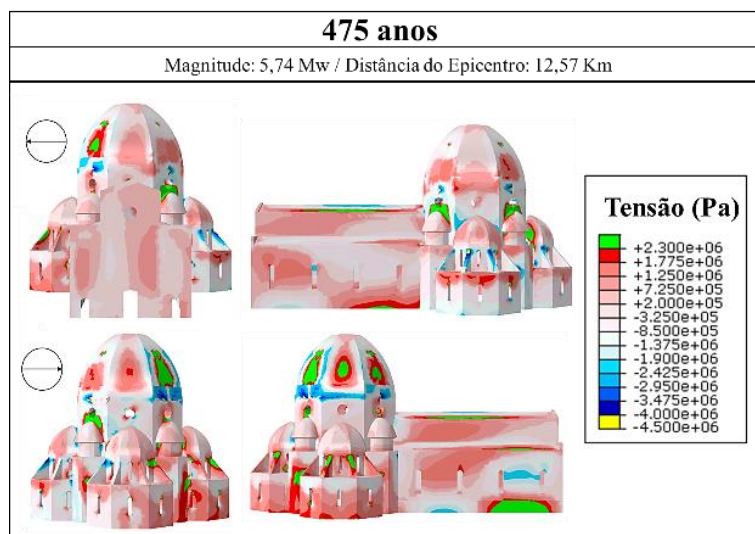 475 anos
Magnitude: 5,74 Mw / Distância do Epicentro: 12,57 Km
Tensão (Pa)
+2.300e+06
+1.775e+06
+1.250e+06
+7.250e+05
+2.000e+05
-3.250e+05
-8.500e+05
-1.375e+06
-1.900e+06
-2.425e+06
-2.950e+06
-3.475e+06
-4.000e+06
-4.500e+06